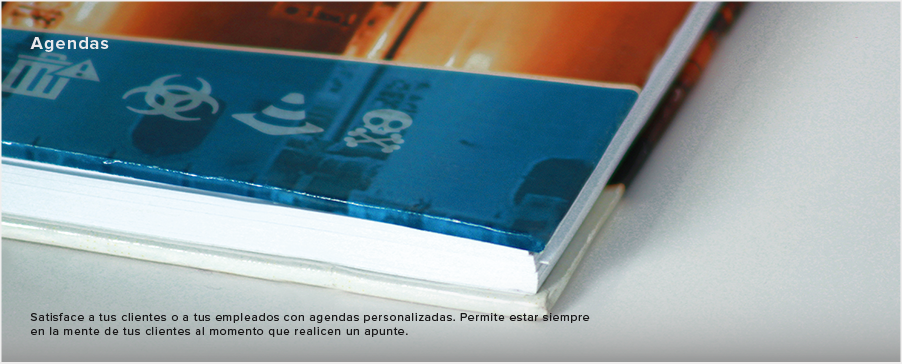 Agendas
Satisface a tus clientes o a tus empleados con agendas personalizadas. Permite estar siempre
en la mente de tus clientes al momento que realicen un apunte.